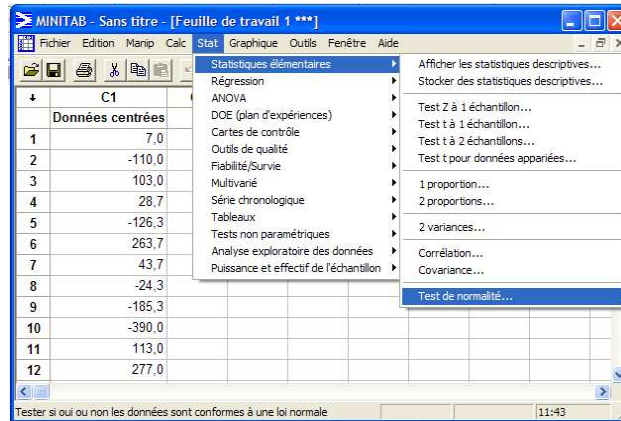 MINITAB - Sans titre - [Feuille de travail 1 ***]
Fichier Edition Manip Calc Stat Graphique Outils Fenêtre Aide
Statistiques élémentaires
Régression
ANOVA
DOE (plan d'expériences)
Cartes de contrôle
Outils de qualité
Fiabilité/Survie
Multivarié
Série chronologique
Tableaux
Tests non paramétriques
Analyse exploratoire des données
Puissance et effectif de l'échantillon
Afficher les statistiques descriptives...
Stocker des statistiques descriptives...
Test Z à 1 échantillon...
Test t à 1 échantillon...
Test t à 2 échantillons...
Test t pour données appariées...
1 proportion...
2 proportions...
2 variances...
Corrélation...
Covariance...
Test de normalité...
C1
Données centrées
1 7,0
2 -110,0
3 103,0
4 28,7
5 -126,3
6 263,7
7 43,7
8 -24,3
9 -185,3
10 -390,0
11 113,0
12 277,0
Tester si oui ou non les données sont conformes à une loi normale 11:43